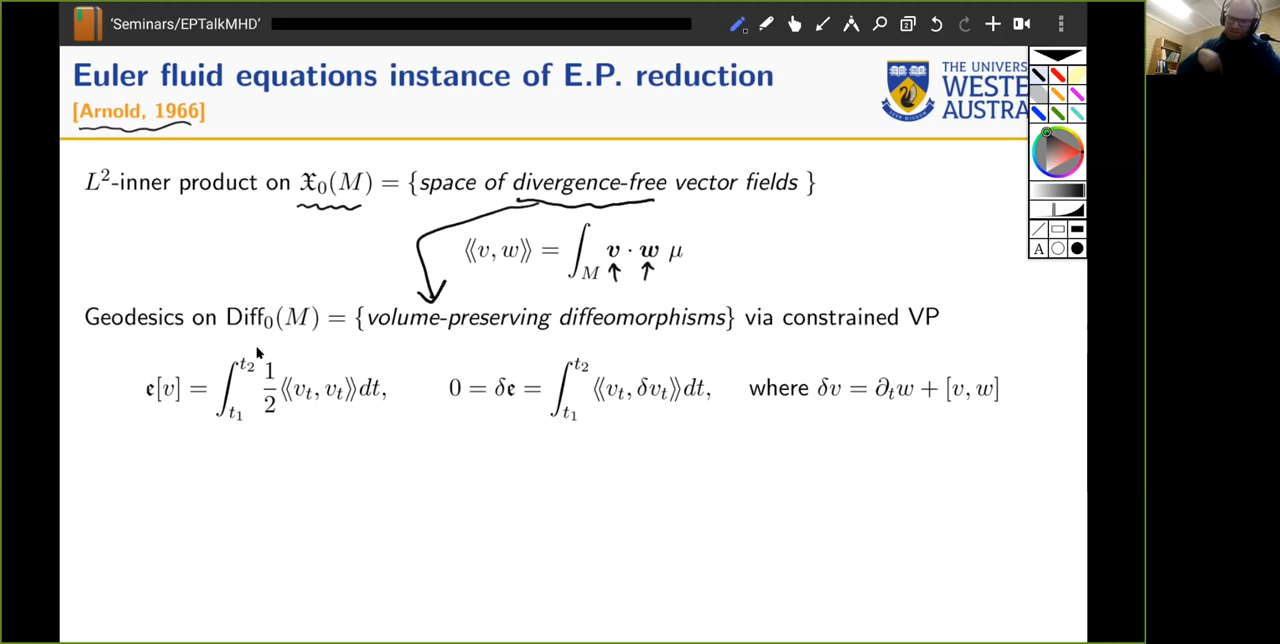 'Seminars/EPTalkMHD'
Euler fluid equations instance of E.P. reduction
[Arnold, 1966]
THE UNIVERS
WESTE
AUSTRA
L²-inner product on 𝔛₀(M) = {space of divergence-free vector fields }
⟪v, w⟫ = ∫_M v · w μ
Geodesics on Diff₀(M) = {volume-preserving diffeomorphisms} via constrained VP
𝔢[v] = ∫_{t₁}^{t₂} 1/2 ⟪v_t, v_t⟫dt, 0 = δ𝔢 = ∫_{t₁}^{t₂} ⟪v_t, δv_t⟫dt, where δv = ∂_t w + [v, w]
A